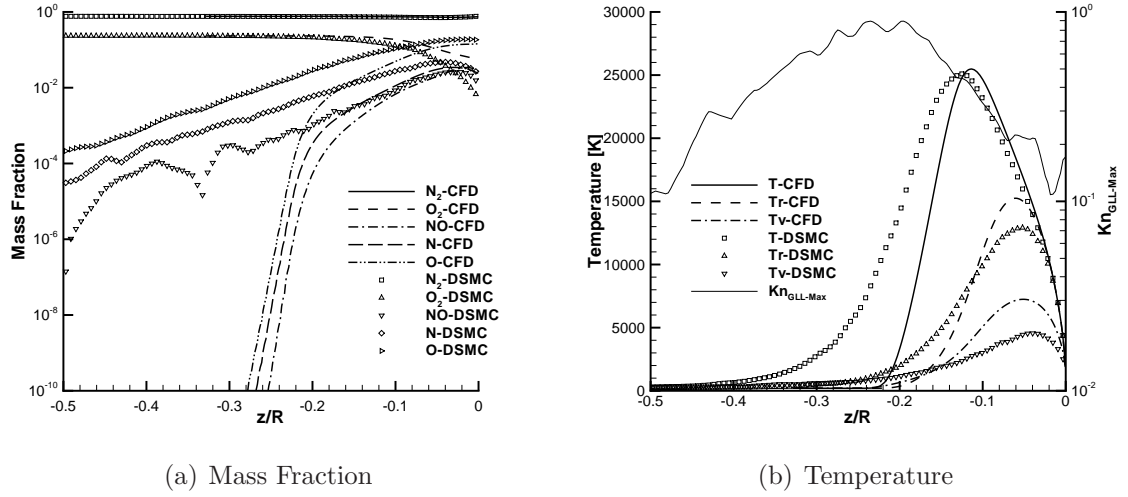 10^0
10^-2
10^-4
10^-6
10^-8
10^-10
Mass Fraction
N₂-CFD
O₂-CFD
NO-CFD
N-CFD
O-CFD
N₂-DSMC
O₂-DSMC
NO-DSMC
N-DSMC
O-DSMC
-0.5 -0.4 -0.3 -0.2 -0.1 0
z/R
(a) Mass Fraction
30000
25000
20000
15000
10000
5000
0
Temperature [K]
T-CFD
Tr-CFD
Tv-CFD
T-DSMC
Tr-DSMC
Tv-DSMC
Kn_GLL-Max
10^0
10^-1
10^-2
Kn_GLL-Max
-0.5 -0.4 -0.3 -0.2 -0.1 0
z/R
(b) Temperature